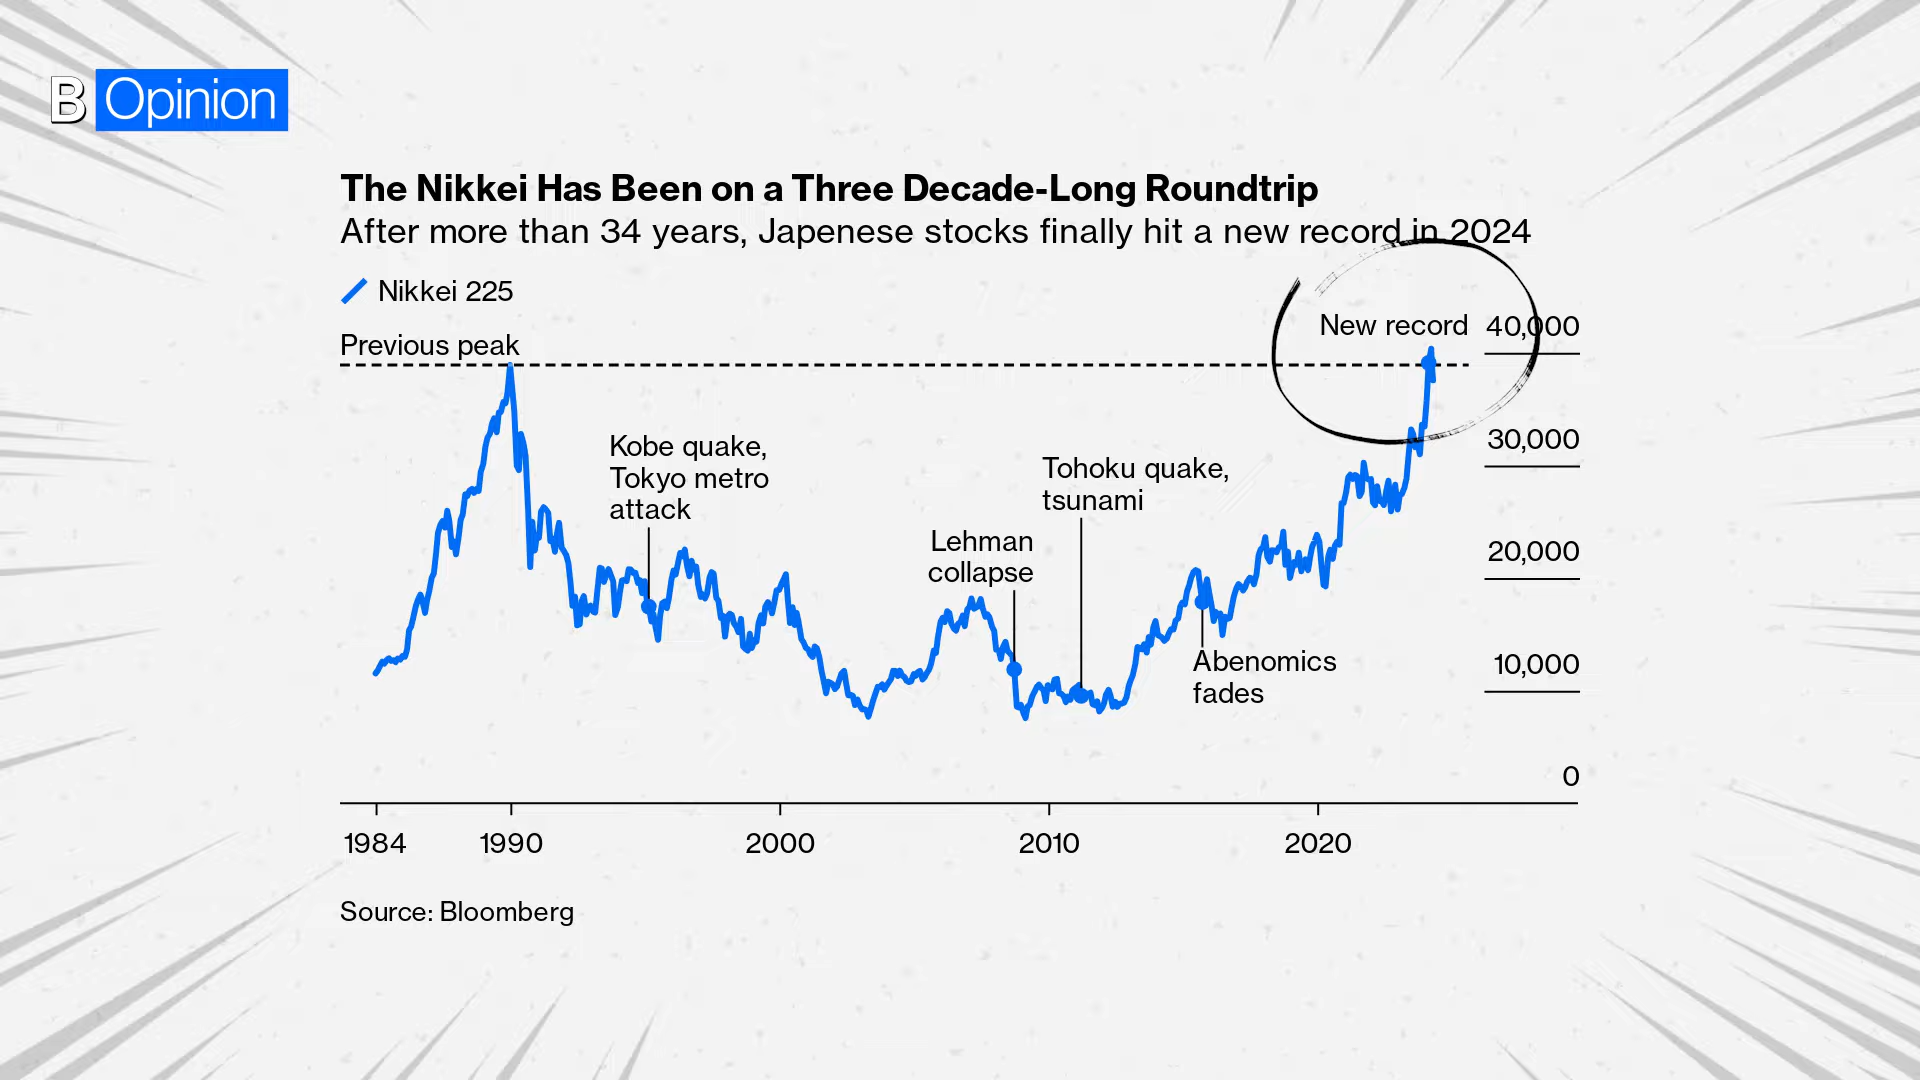 B Opinion
The Nikkei Has Been on a Three Decade-Long Roundtrip
After more than 34 years, Japenese stocks finally hit a new record in 2024
Nikkei 225
Previous peak
New record
40,000
Kobe quake,
Tokyo metro
attack
Lehman
collapse
Tohoku quake,
tsunami
Abenomics
fades
30,000
20,000
10,000
0
1984 1990 2000 2010 2020
Source: Bloomberg